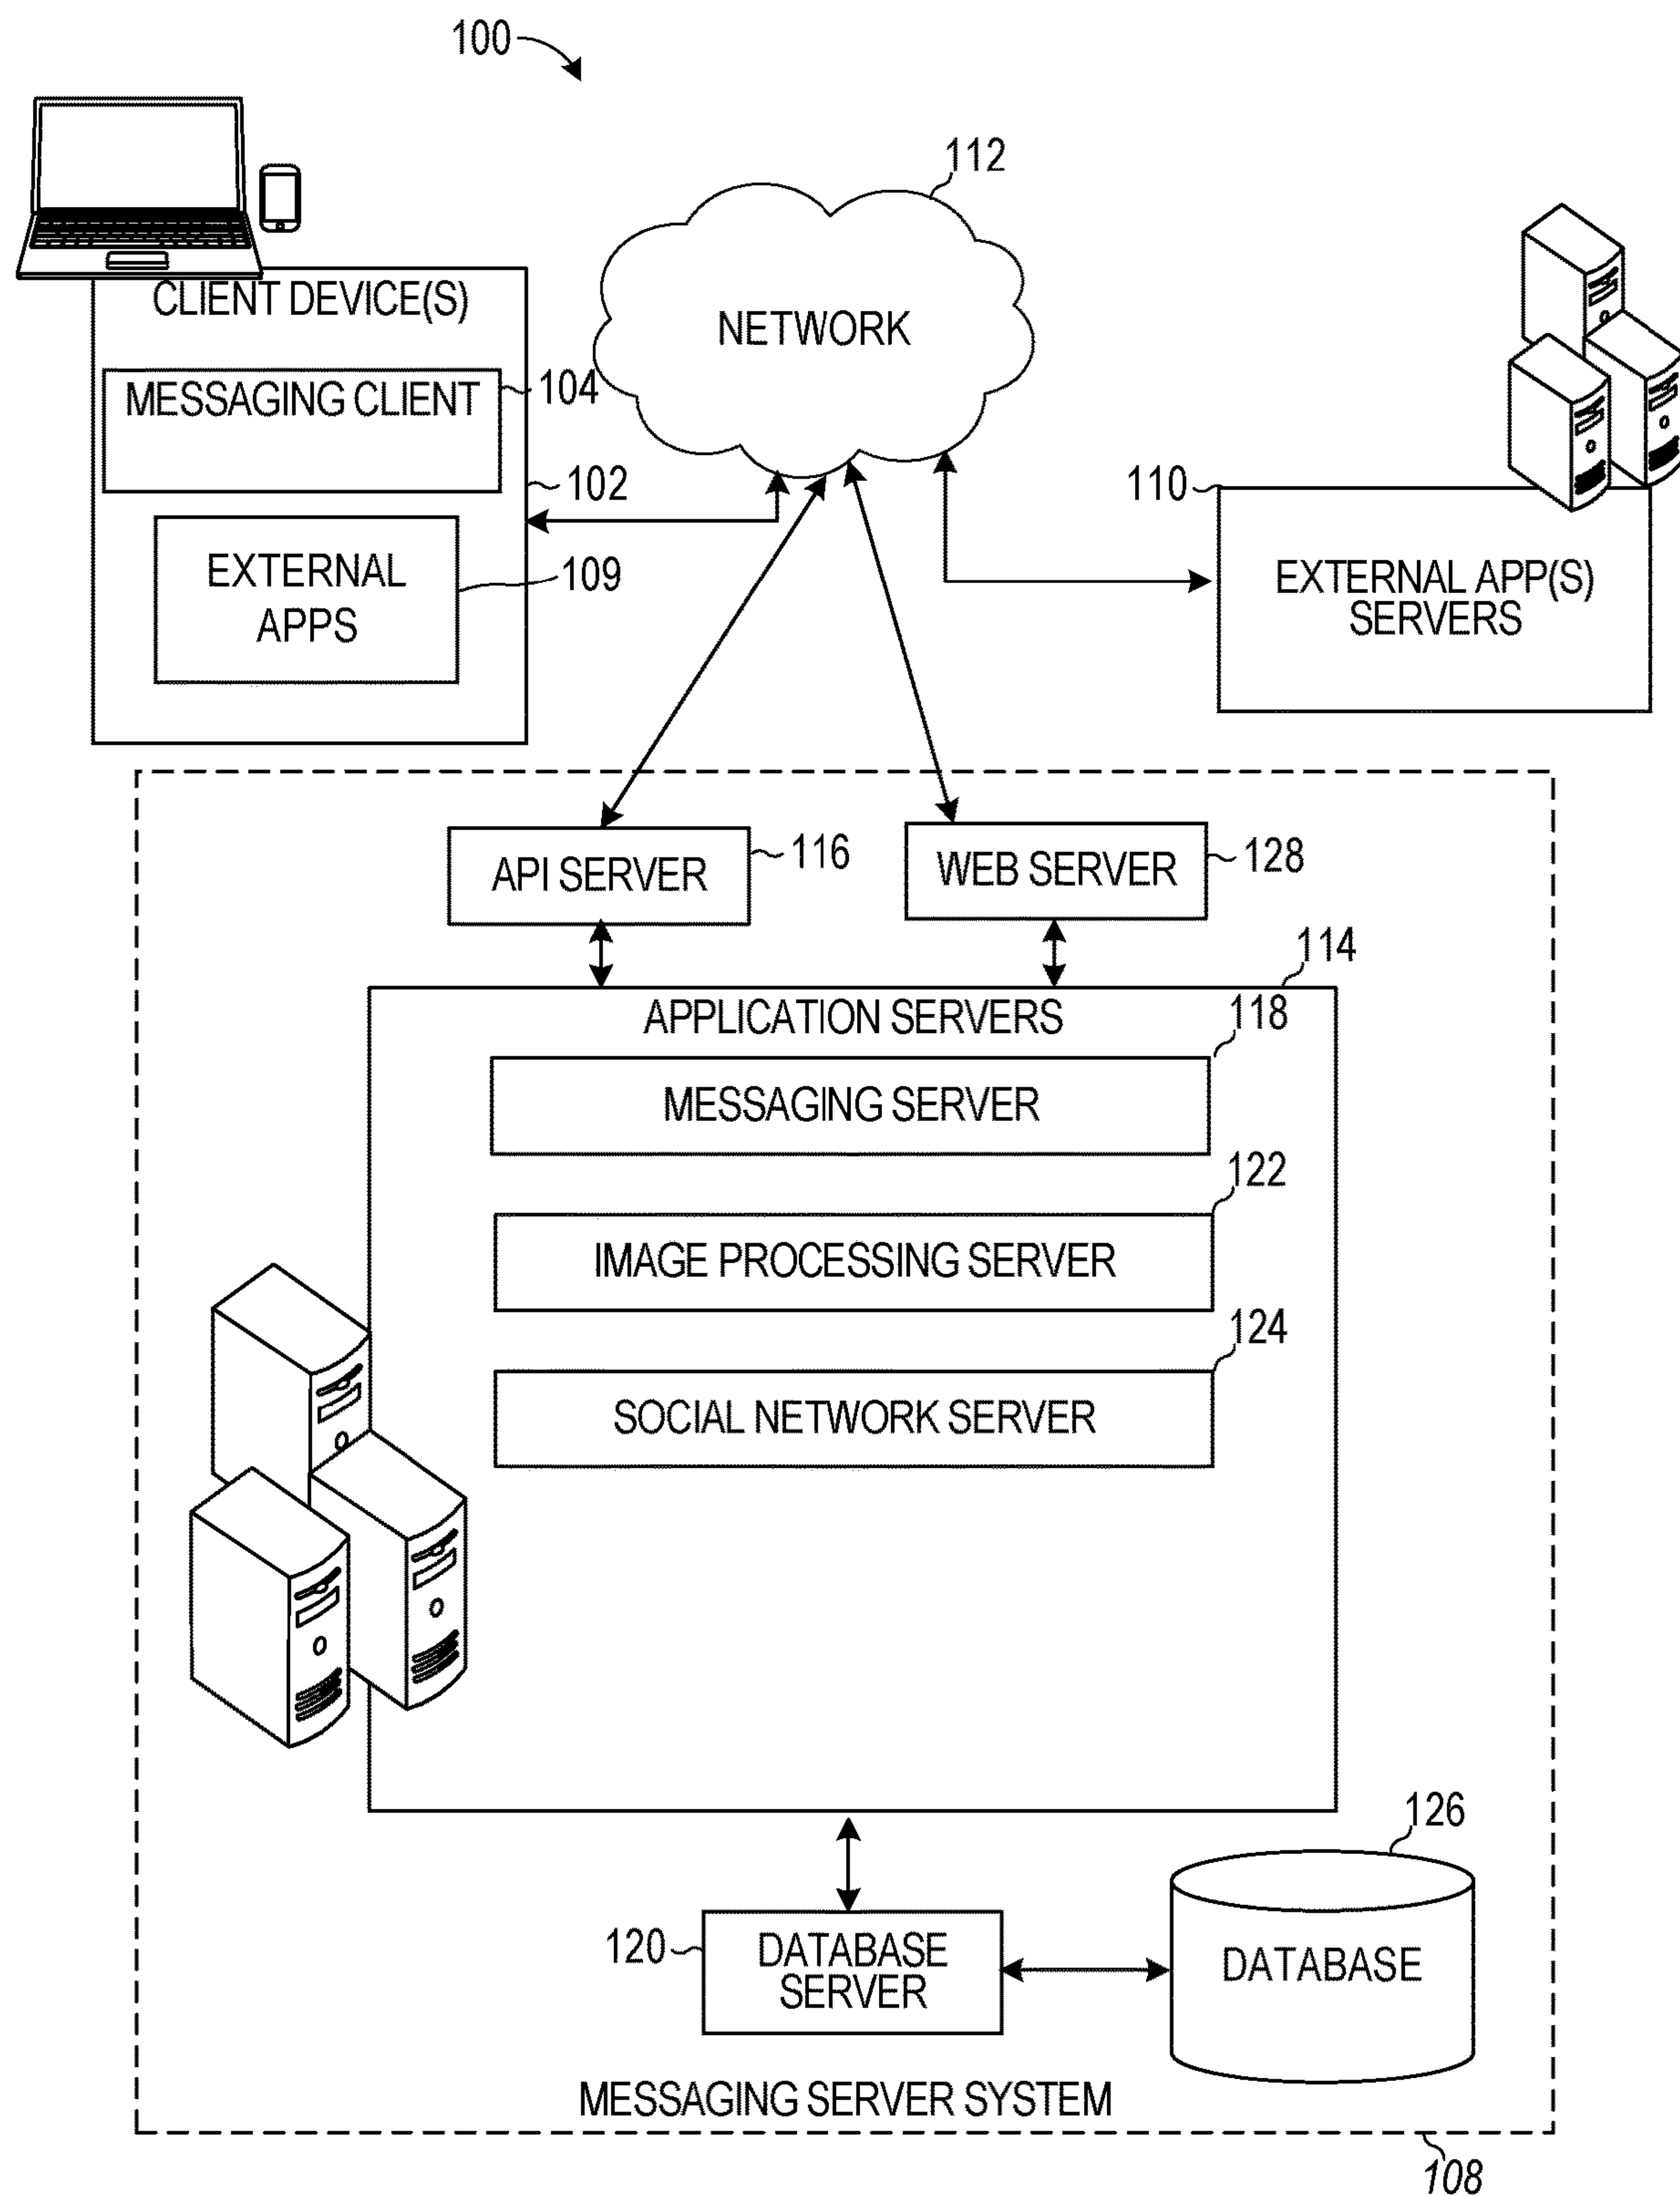 100
112
CLIENT DEVICE(S)
NETWORK
MESSAGING CLIENT
104
102
110
EXTERNAL
APPS
109
EXTERNAL APP(S)
SERVERS
API SERVER
116
WEB SERVER
128
114
APPLICATION SERVERS
118
MESSAGING SERVER
122
IMAGE PROCESSING SERVER
124
SOCIAL NETWORK SERVER
126
120
DATABASE
SERVER
DATABASE
MESSAGING SERVER SYSTEM
108